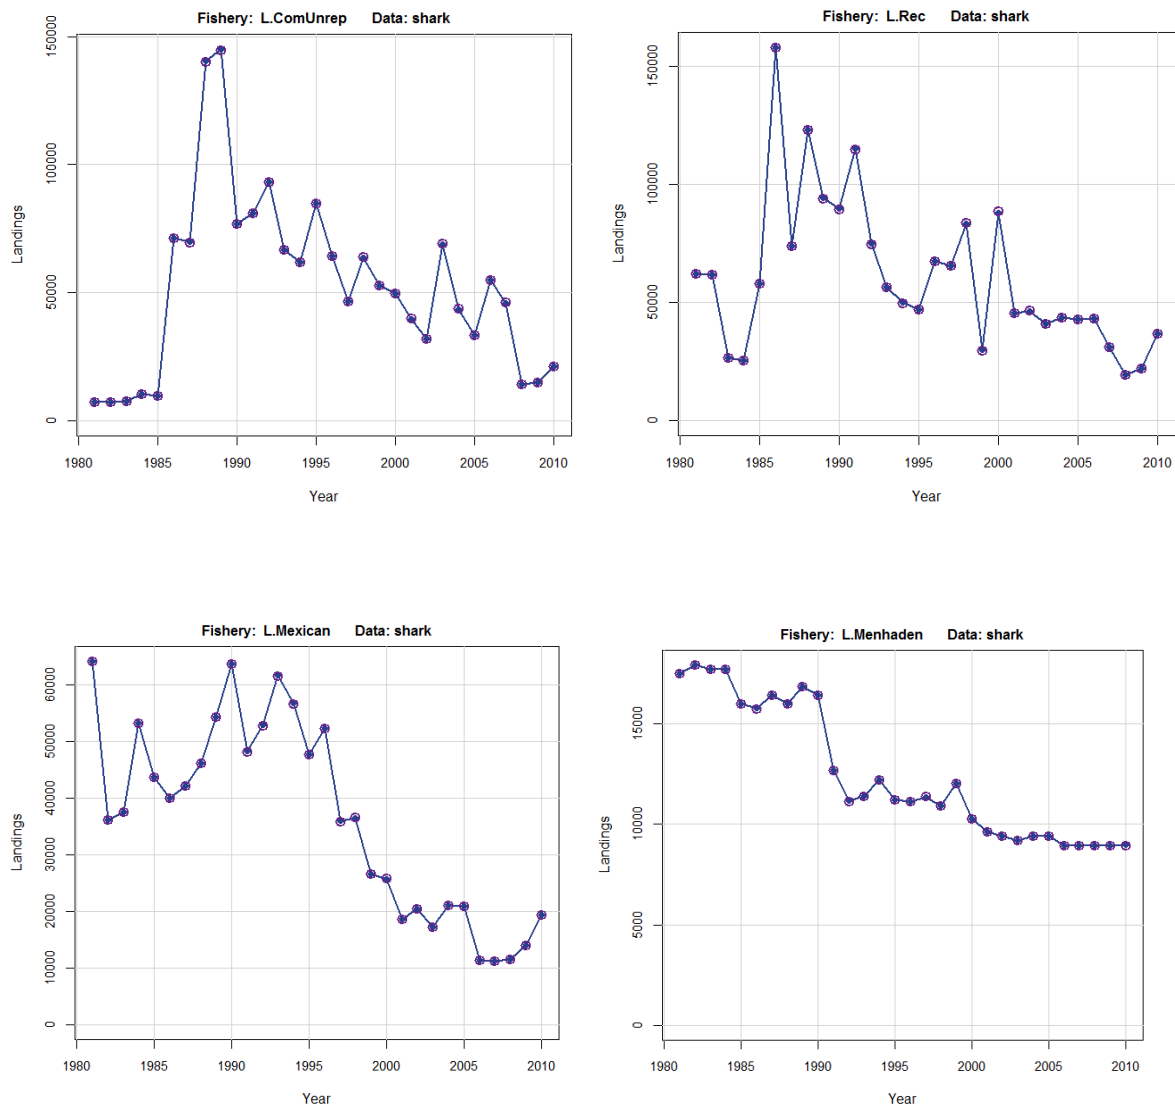 Fishery: L.ComUnrep Data: shark
150000
100000
50000
0
Landings
1980 1985 1990 1995 2000 2005 2010
Year
Fishery: L.Rec Data: shark
150000
100000
50000
0
Landings
1980 1985 1990 1995 2000 2005 2010
Year
Fishery: L.Mexican Data: shark
60000
50000
40000
30000
20000
10000
0
Landings
1980 1985 1990 1995 2000 2005 2010
Year
Fishery: L.Menhaden Data: shark
15000
10000
5000
0
Landings
1980 1985 1990 1995 2000 2005 2010
Year